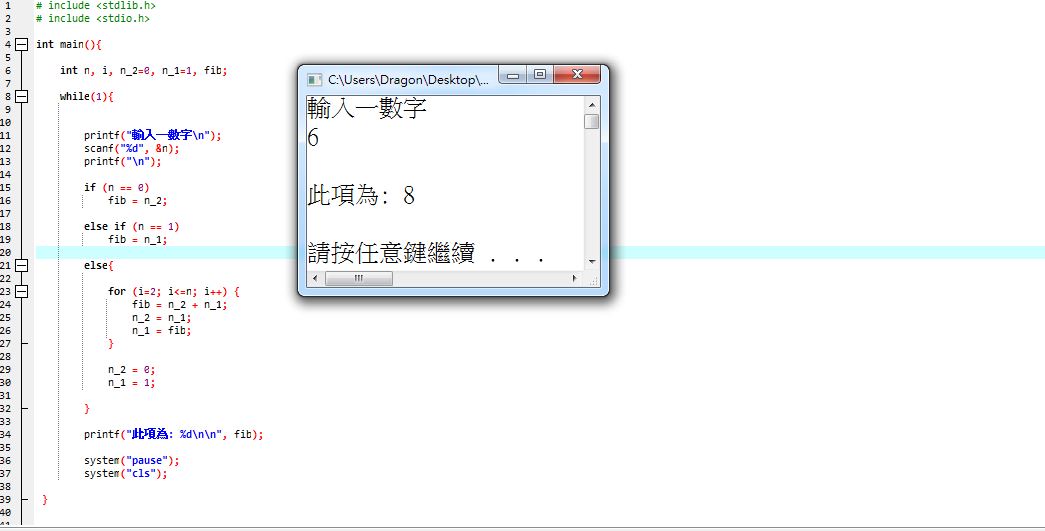 1 # include <stdlib.h>
2 # include <stdio.h>
3
4 int main(){
5
6 int n, i, n_2=0, n_1=1, fib;
7
8 while(1){
9
10
11 printf("輸入一數字\n");
12 scanf("%d", &n);
13 printf("\n");
14
15 if (n == 0)
16 fib = n_2;
17
18 else if (n == 1)
19 fib = n_1;
20
21 else{
22
23 for (i=2; i<=n; i++) {
24 fib = n_2 + n_1;
25 n_2 = n_1;
26 n_1 = fib;
27 }
28
29 n_2 = 0;
30 n_1 = 1;
31
32 }
33
34 printf("此項為: %d\n\n", fib);
35
36 system("pause");
37 system("cls");
38
39 }
40
C:\Users\Dragon\Desktop\...
輸入一數字
6
此項為: 8
請按任意鍵繼續 . . .